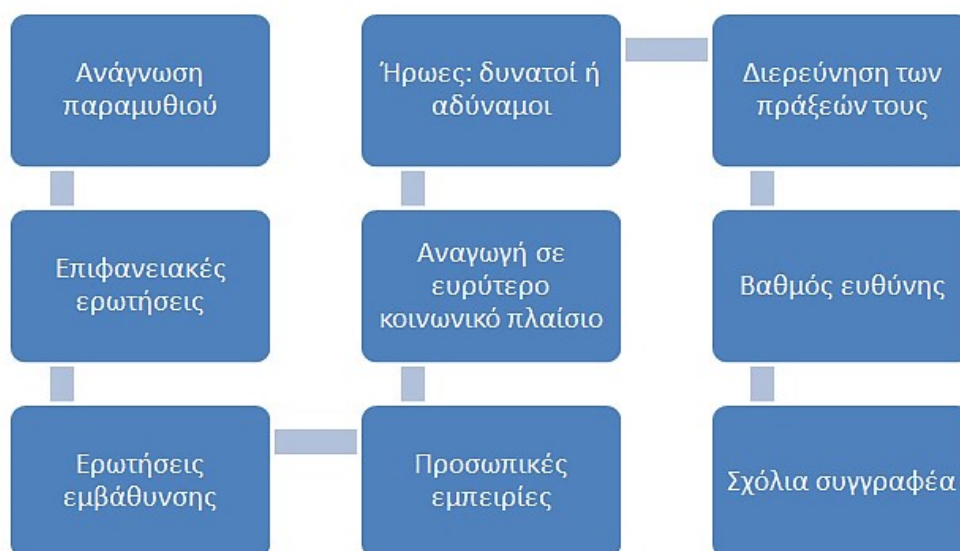 Ανάγνωση
παραμυθιού
Επιφανειακές
ερωτήσεις
Ερωτήσεις
εμβάθυνσης
Προσωπικές
εμπειρίες
Αναγωγή σε
ευρύτερο
κοινωνικό πλαίσιο
Ήρωες: δυνατοί ή
αδύναμοι
Διερεύνηση των
πράξεών τους
Βαθμός ευθύνης
Σχόλια συγγραφέα